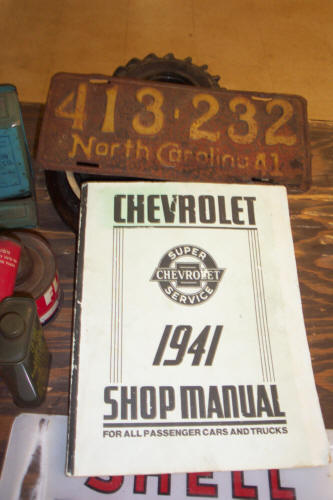 413-232
North Carolina 41
CHEVROLET
SUPER
CHEVROLET
SERVICE
1941
SHOP MANUAL
FOR ALL PASSENGER CARS AND TRUCKS
SHELL